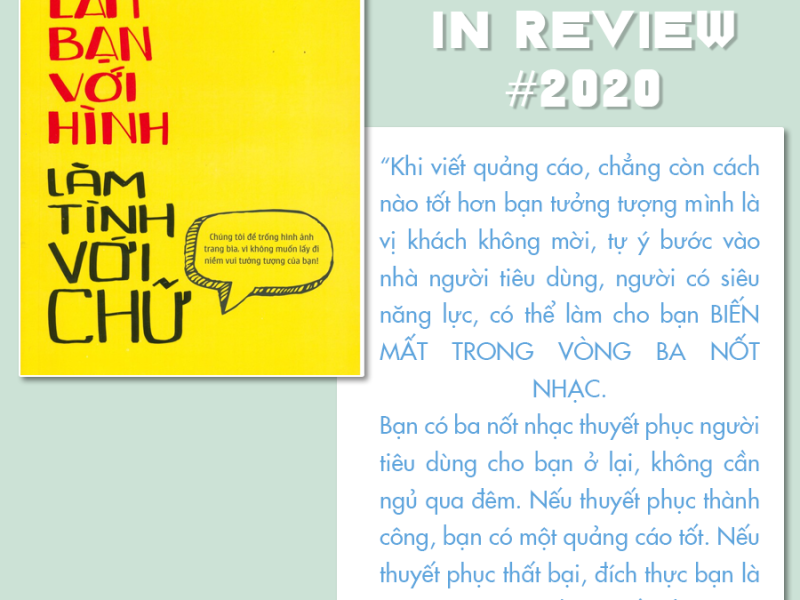 LÀM
BẠN
VỚI
HÌNH
LÀM
TÌNH
VỚI
CHỮ
Chúng tôi để trống hình ảnh
trang bìa, vì không muốn lấy đi
niềm vui tưởng tượng của bạn!
IN REVIEW
#2020
“Khi viết quảng cáo, chẳng còn cách
nào tốt hơn bạn tưởng tượng mình là
vị khách không mời, tự ý bước vào
nhà người tiêu dùng, người có siêu
năng lực, có thể làm cho bạn BIẾN
MẤT TRONG VÒNG BA NỐT
NHẠC.
Bạn có ba nốt nhạc thuyết phục người
tiêu dùng cho bạn ở lại, không cần
ngủ qua đêm. Nếu thuyết phục thành
công, bạn có một quảng cáo tốt. Nếu
thuyết phục thất bại, đích thực bạn là